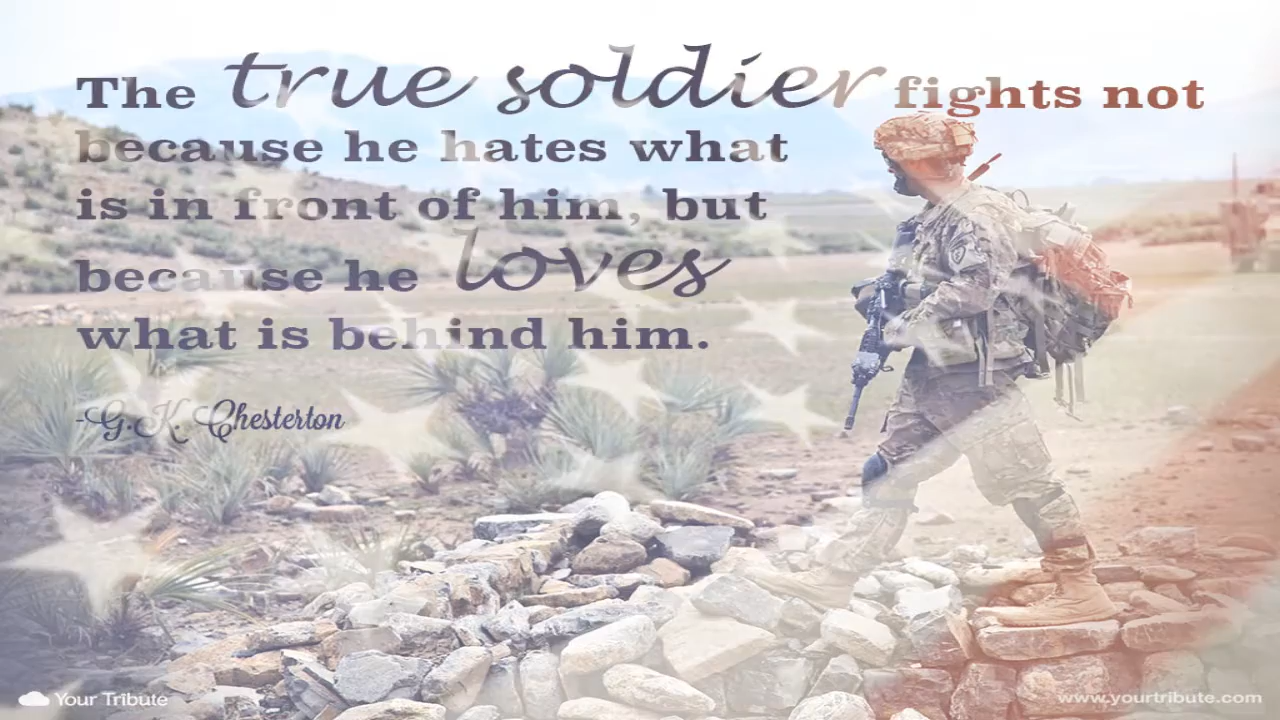 The true soldier fights not
because he hates what
is in front of him, but
because he loves
what is behind him.
-G.K. Chesterton
Your Tribute
www.yourtribute.com